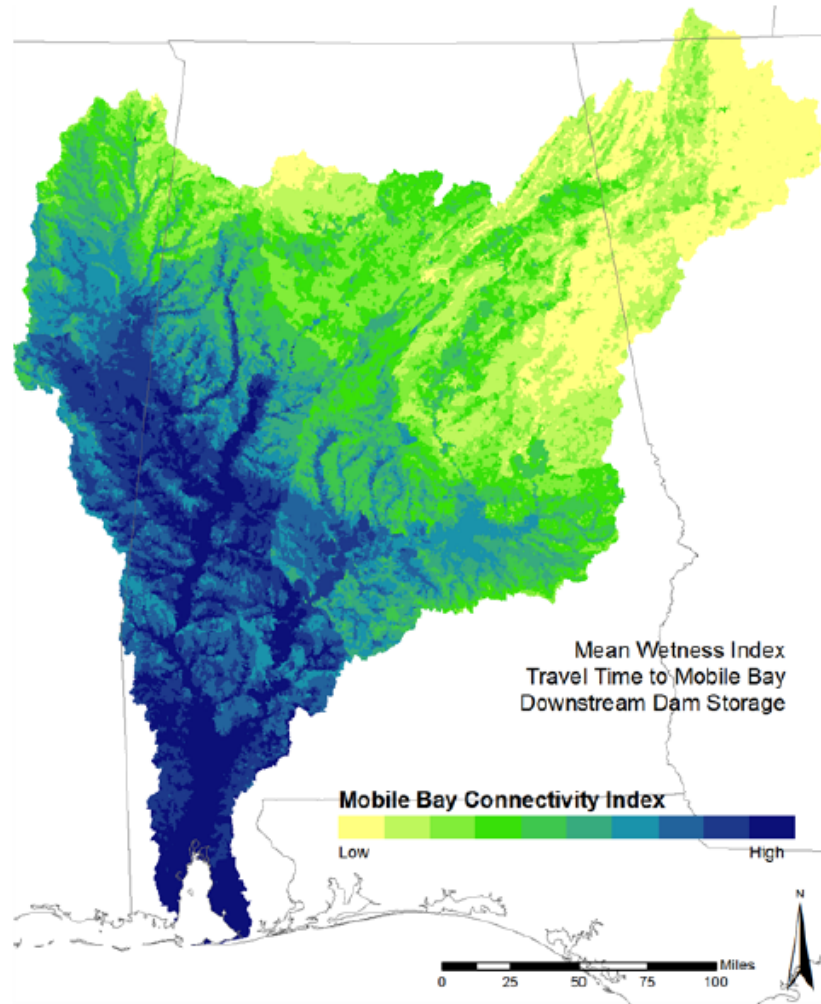 Mean Wetness Index
Travel Time to Mobile Bay
Downstream Dam Storage
Mobile Bay Connectivity Index
Low High
N
Miles
0 25 50 75 100